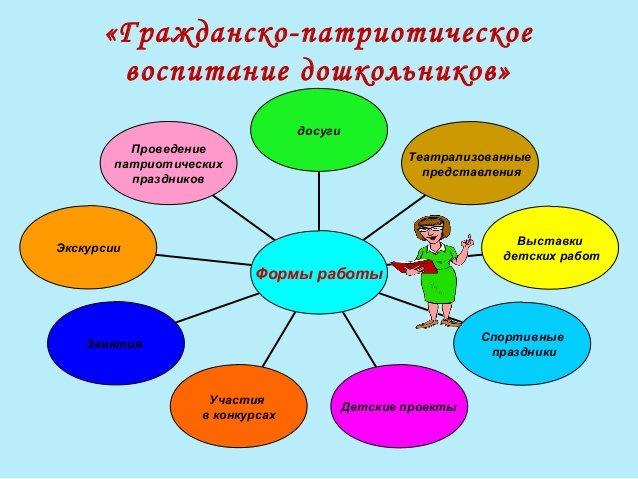 «Гражданско-патриотическое
воспитание дошкольников»
досуги
Проведение
патриотических
праздников
Театрализованные
представления
Экскурсии
Выставки
детских работ
Формы работы
Занятия
Спортивные
праздники
Участия
в конкурсах
Детские проекты